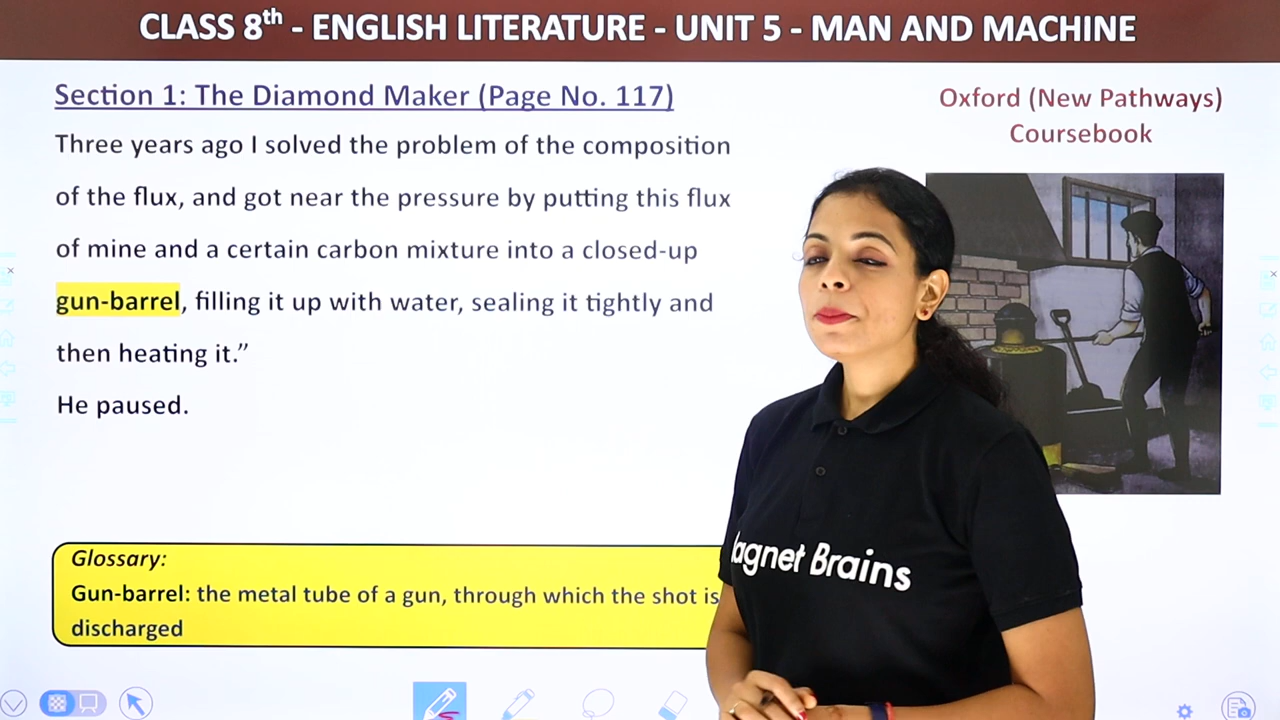 CLASS 8th - ENGLISH LITERATURE - UNIT 5 - MAN AND MACHINE
Section 1: The Diamond Maker (Page No. 117)
Oxford (New Pathways)
Coursebook
Three years ago I solved the problem of the composition
of the flux, and got near the pressure by putting this flux
of mine and a certain carbon mixture into a closed-up
gun-barrel, filling it up with water, sealing it tightly and
then heating it.”
He paused.
Glossary:
Gun-barrel: the metal tube of a gun, through which the shot is
discharged
agnet Brains